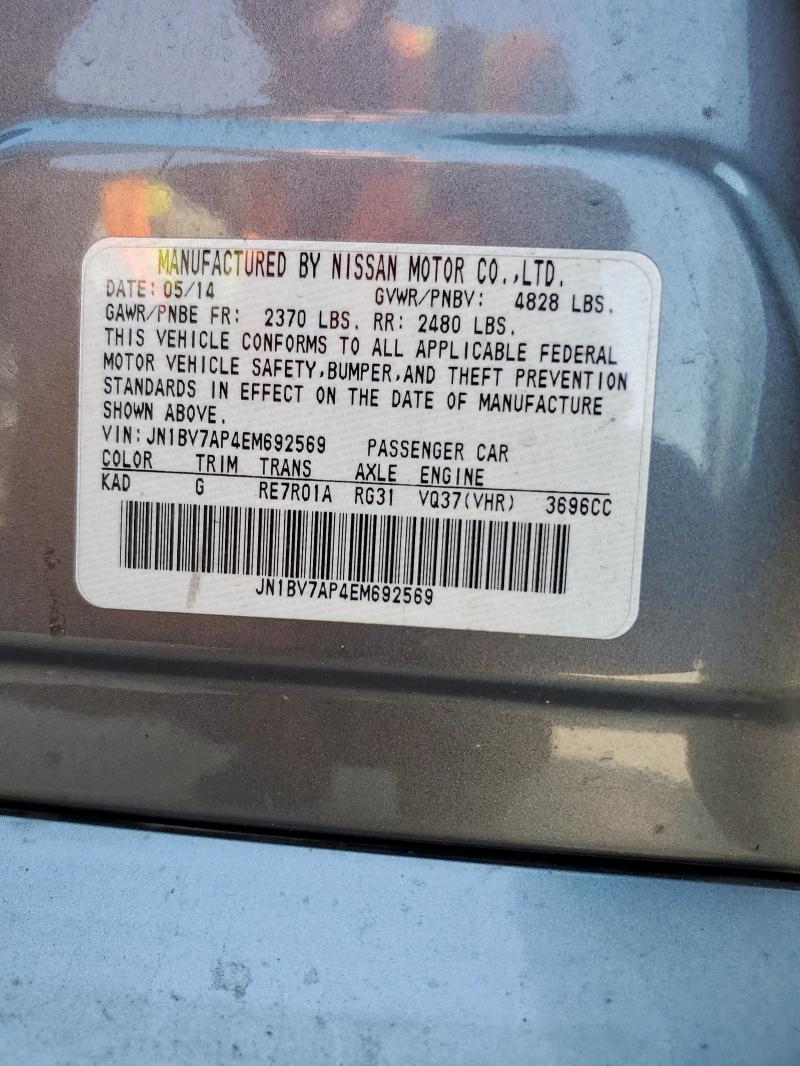 MANUFACTURED BY NISSAN MOTOR CO.,LTD.
DATE: 05/14 GVWR/PNBV: 4828 LBS.
GAWR/PNBE FR: 2370 LBS. RR: 2480 LBS.
THIS VEHICLE CONFORMS TO ALL APPLICABLE FEDERAL
MOTOR VEHICLE SAFETY,BUMPER,AND THEFT PREVENTION
STANDARDS IN EFFECT ON THE DATE OF MANUFACTURE
SHOWN ABOVE.
VIN:JN1BV7AP4EM692569 PASSENGER CAR
COLOR TRIM TRANS AXLE ENGINE
KAD G RE7R01A RG31 VQ37(VHR) 3696CC
JN1BV7AP4EM692569